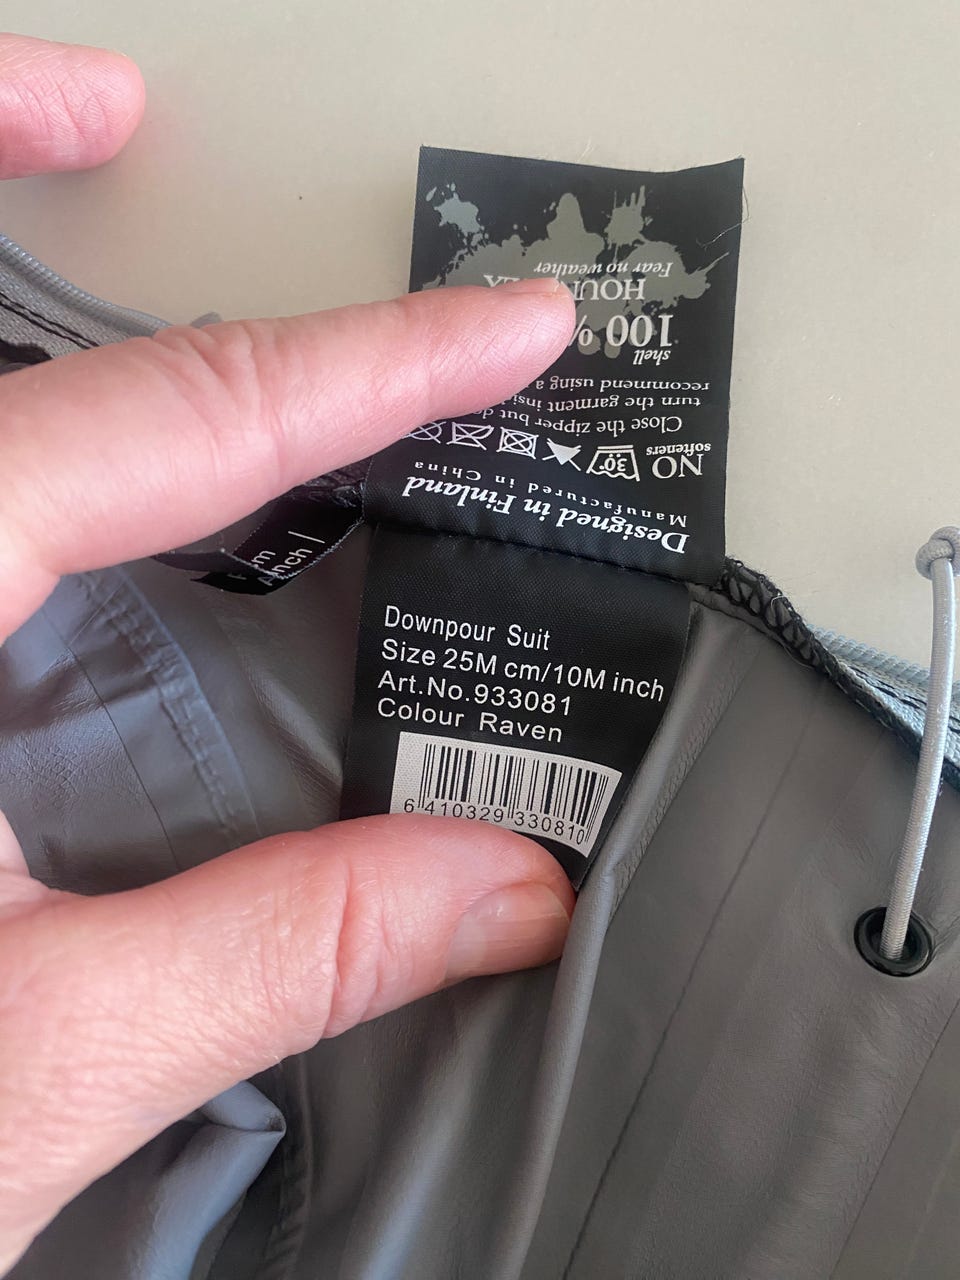 Designed in Finland
Manufactured in China
NO
softeners
30°
Close the zipper but
turn the garment
recommend using a
shell
100 %
Fear no weather
Downpour Suit
Size 25M cm/10M inch
Art.No.933081
Colour Raven
6 410329 330810